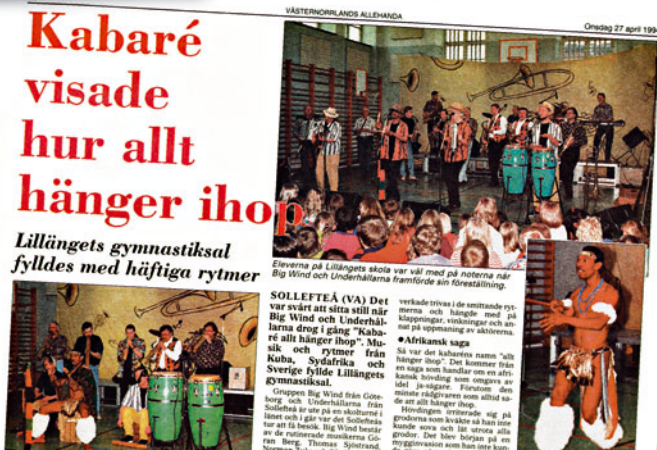 VÄSTERNORRLANDS ALLEHANDA
Onsdag 27 april 1994
Kabaré
visade
hur allt
hänger ihop
Lillängets gymnastiksal
fylldes med häftiga rytmer
Eleverna på Lillängets skola var väl med på noterna när
Big Wind och Underhållarna framförde sin föreställning.
SOLLEFTEÅ (VA) Det
var svårt att sitta still när
Big Wind och Underhål-
larna drog i gång "Kaba-
ré allt hänger ihop". Mu-
sik och rytmer från
Kuba, Sydafrika och
Sverige fyllde Lillängets
gymnastiksal.
Gruppen Big Wind från Göte-
borg och Underhållarna från
Sollefteå är ute på en skolturné i
länet och i går var det Sollefteås
tur att få besök. Big Wind består
av de rutinerade musikerna Gö-
ran Berg, Thomas Sjöstrand,
verkade trivas i de smittande ryt-
merna och hängde med på
klappningar, vinkningar och an-
nat på uppmaning av aktörerna.
●Afrikansk saga
Så var det kabaréns namn "allt
hänger ihop". Det kommer från
en saga som handlar om en afri-
kansk hövding som omgavs av
idel ja-sägare. Förutom den
minste rådgivaren som alltid sa-
de att allt hänger ihop.
Hövdingen irriterade sig på
grodorna som kväkte så han inte
kunde sova och lät utrota alla
grodor. Det blev början på en
mygginvasion som han inte kun-